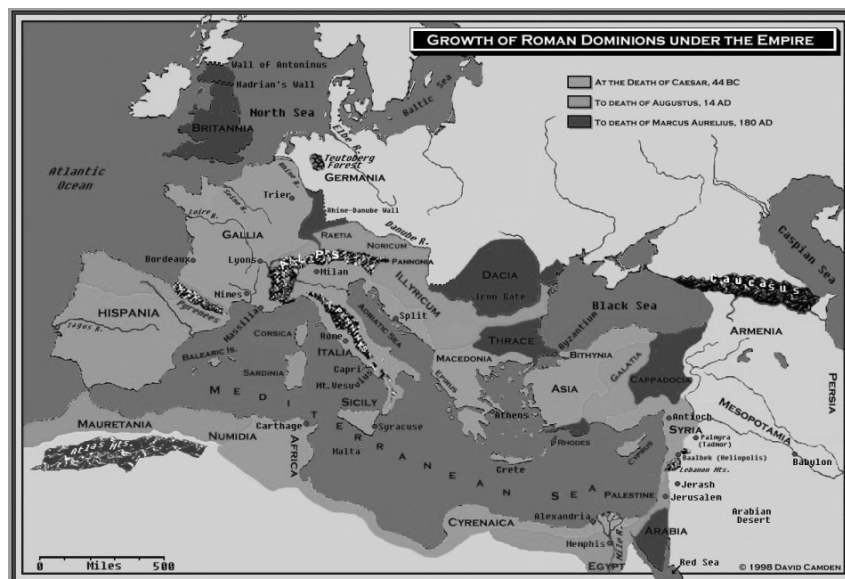 GROWTH OF ROMAN DOMINIONS UNDER THE EMPIRE
AT THE DEATH OF CAESAR, 44 BC
TO DEATH OF AUGUSTUS, 14 AD
TO DEATH OF MARCUS AURELIUS, 180 AD
Wall of Antoninus
Hadrian's Wall
North Sea
BRITANNIA
Baltic Sea
Elbe R.
Teutoberg
Forest
GERMANIA
Atlantic
Ocean
Rhine R.
Trier
Seine R.
Loire R.
Rhine-Danube Wall
Danube R.
GALLIA
RAETIA
NORICUM
PANNONIA
Bordeaux
Lyons
ALPS
Milan
ILLYRICUM
DACIA
Iron Gate
Caspian Sea
Caucasus
Nimes
Pyrenees
Massilia
HISPANIA
Tagus R.
Split
ADRIATIC SEA
Black Sea
ARMENIA
CORSICA
Rome
ITALIA
THRACE
Byzantium
BITHYNIA
GALATIA
BALEARIC IS.
SARDINIA
Capri
Mt. Vesuvius
MACEDONIA
EPIRUS
ASIA
CAPPADOCIA
PERSIA
MEDITERRANEAN SEA
SICILY
Athens
Antioch
MESOPOTAMIA
MAURETANIA
NUMIDIA
Carthage
Syracuse
RHODES
CYPRUS
SYRIA
Palmyra
(Tadmor)
Atlas Mts.
AFRICA
Malta
Crete
Baalbek (Heliopolis)
Lebanon Mts.
Babylon
Jerash
PALESTINE
Jerusalem
Arabian
Desert
CYRENAICA
Alexandria
ARABIA
Memphis
Nile R.
EGYPT
Red Sea
0 Miles 500
© 1998 DAVID CAMDEN